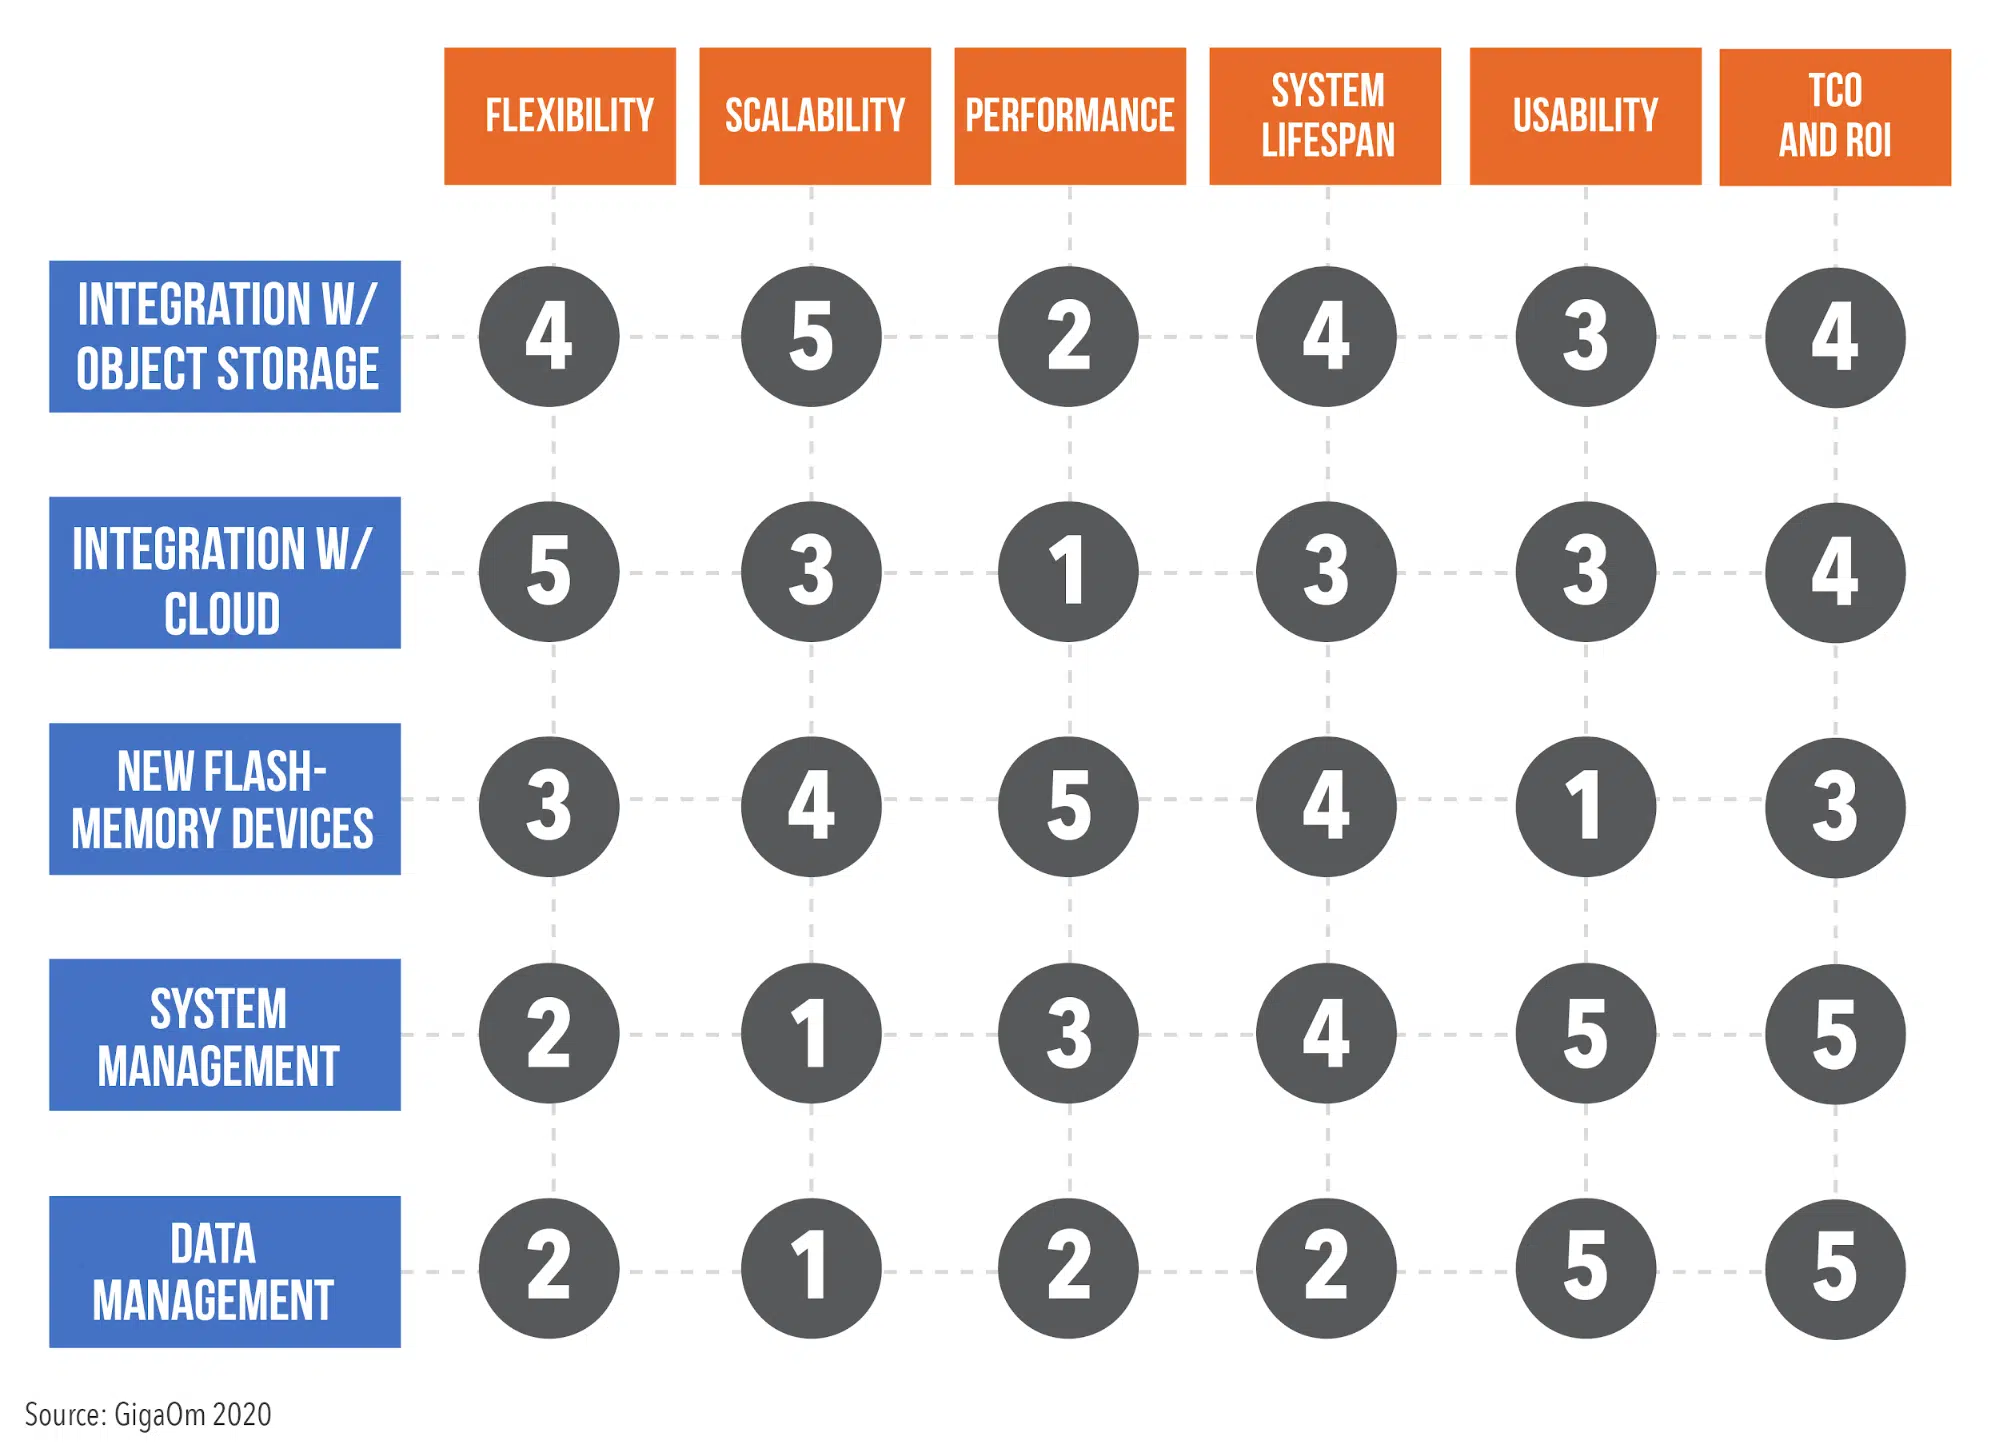 FLEXIBILITY
SCALABILITY
PERFORMANCE
SYSTEM
LIFESPAN
USABILITY
TCO
AND ROI
INTEGRATION W/
OBJECT STORAGE
4 5 2 4 3 4
INTEGRATION W/
CLOUD
5 3 1 3 3 4
NEW FLASH-
MEMORY DEVICES
3 4 5 4 1 3
SYSTEM
MANAGEMENT
2 1 3 4 5 5
DATA
MANAGEMENT
2 1 2 2 5 5
Source: GigaOm 2020